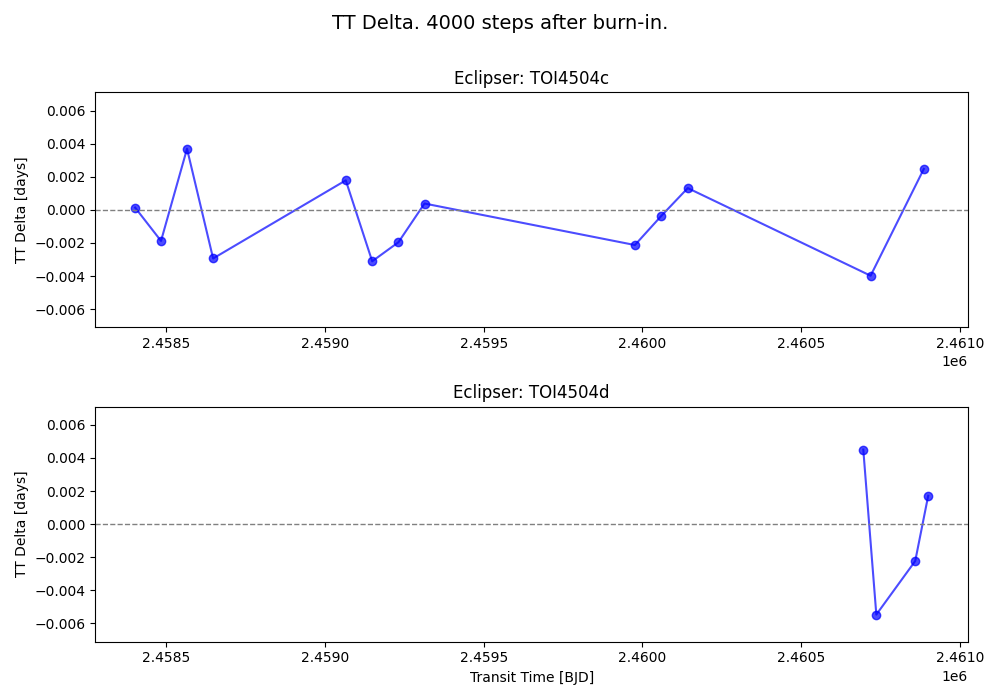 TT Delta. 4000 steps after burn-in.
Eclipser: TOI4504c
0.006
0.004
0.002
0.000
−0.002
−0.004
−0.006
TT Delta [days]
2.4585 2.4590 2.4595 2.4600 2.4605 2.4610
1e6
Eclipser: TOI4504d
0.006
0.004
0.002
0.000
−0.002
−0.004
−0.006
TT Delta [days]
2.4585 2.4590 2.4595 2.4600 2.4605 2.4610
1e6
Transit Time [BJD]